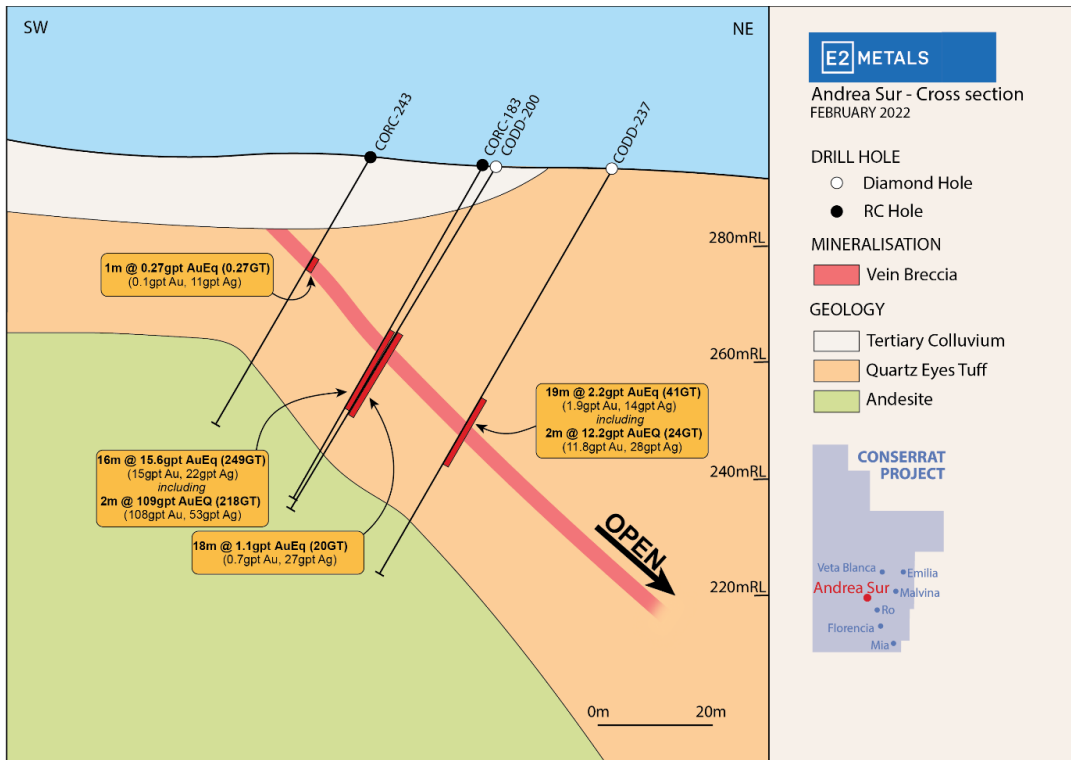 SW
NE
CORC-243
CORC-183
CODD-200
CODD-237
280mRL
260mRL
240mRL
220mRL
1m @ 0.27gpt AuEq (0.27GT)
(0.1gpt Au, 11gpt Ag)
16m @ 15.6gpt AuEq (249GT)
(15gpt Au, 22gpt Ag)
including
2m @ 109gpt AuEQ (218GT)
(108gpt Au, 53gpt Ag)
18m @ 1.1gpt AuEq (20GT)
(0.7gpt Au, 27gpt Ag)
19m @ 2.2gpt AuEq (41GT)
(1.9gpt Au, 14gpt Ag)
including
2m @ 12.2gpt AuEQ (24GT)
(11.8gpt Au, 28gpt Ag)
OPEN
0m 20m
E2 METALS
Andrea Sur - Cross section
FEBRUARY 2022
DRILL HOLE
Diamond Hole
RC Hole
MINERALISATION
Vein Breccia
GEOLOGY
Tertiary Colluvium
Quartz Eyes Tuff
Andesite
CONSERRAT
PROJECT
Veta Blanca
Emilia
Andrea Sur
Malvina
Ro
Florencia
Mia